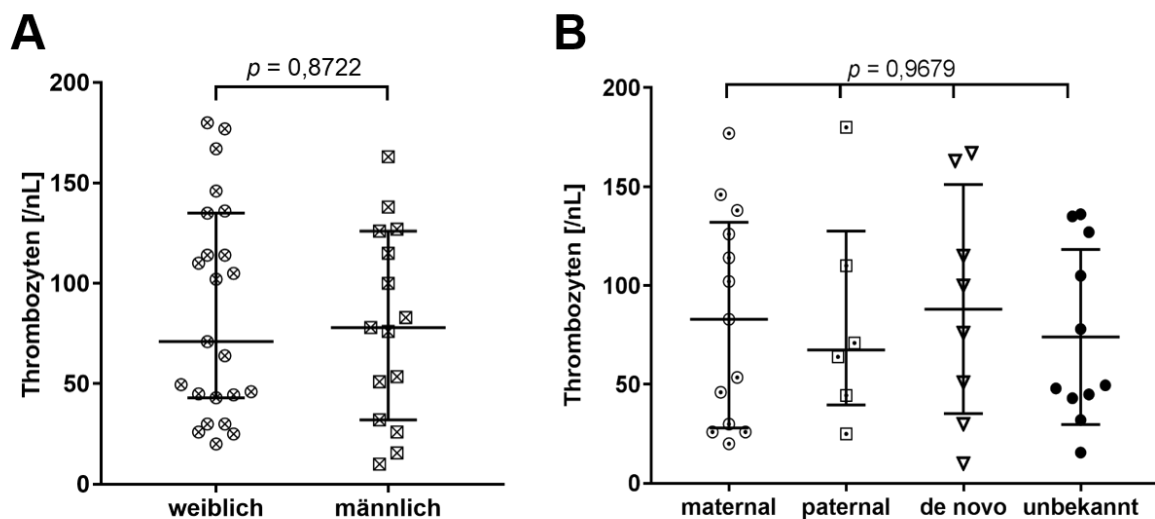 A
p = 0,8722
Thrombozyten [/nL]
200
150
100
50
0
weiblich männlich
B
p = 0,9679
Thrombozyten [/nL]
200
150
100
50
0
maternal paternal de novo unbekannt